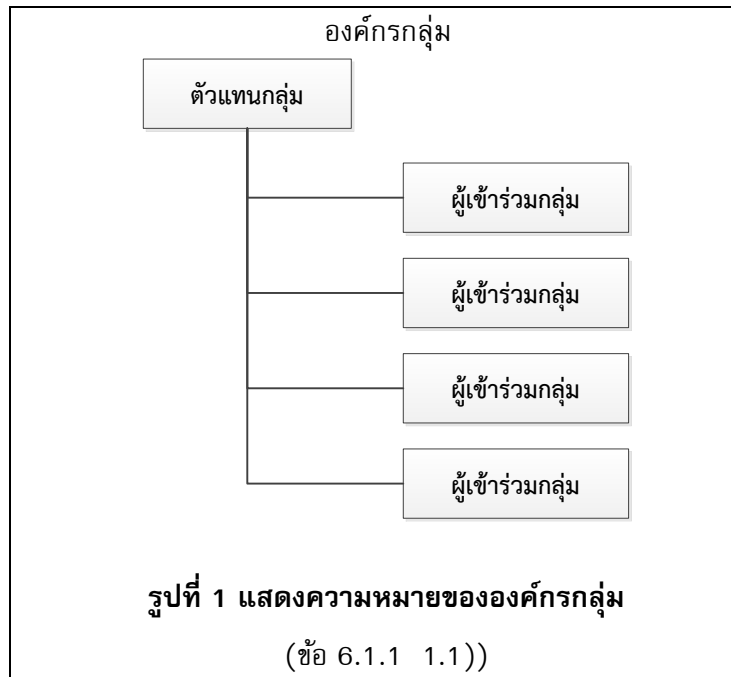 องค์กรกลุ่ม
ตัวแทนกลุ่ม
ผู้เข้าร่วมกลุ่ม
ผู้เข้าร่วมกลุ่ม
ผู้เข้าร่วมกลุ่ม
ผู้เข้าร่วมกลุ่ม
รูปที่ 1 แสดงความหมายขององค์กรกลุ่ม
(ข้อ 6.1.1 1.1))